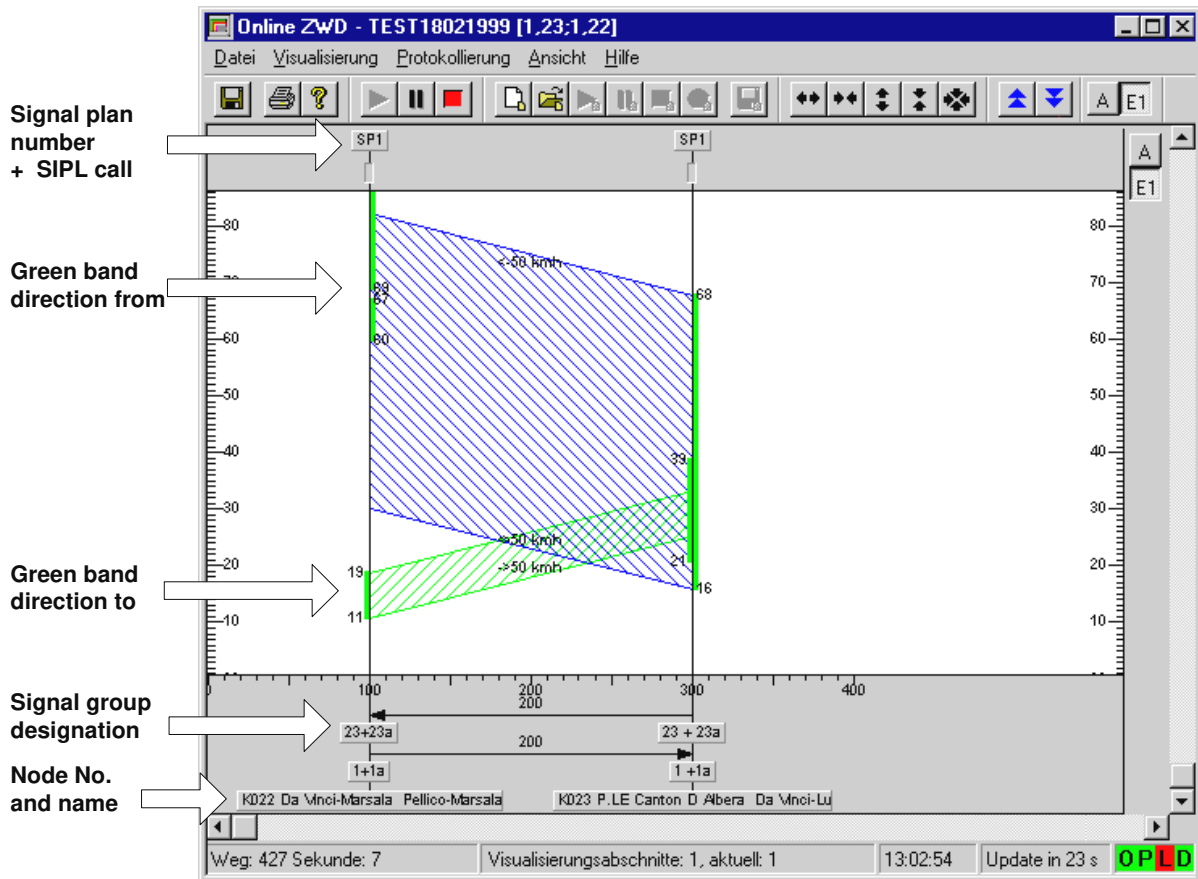 Online ZWD - TEST18021999 [1,23;1,22]
Datei Visualisierung Protokollierung Ansicht Hilfe
A E1
Signal plan
number
+ SIPL call
SP1 SP1
A
E1
80 80
<-50 kmh
Green band
direction from
70
69
67
68
60 60
60
50 50
40 40
39
30 30
<-50 kmh
->50 kmh
20 20
21
19
16
Green band
direction to
11
10 10
0 100 200 300 400
200
Signal group
designation
23+23a 23 + 23a
200
1+1a 1 +1a
Node No.
and name
K022 Da Vinci-Marsala Pellico-Marsala K023 P.LE Canton D Albera Da Vinci-Lu
Weg: 427 Sekunde: 7 Visualisierungsabschnitte: 1, aktuell: 1 13:02:54 Update in 23 s O P L D